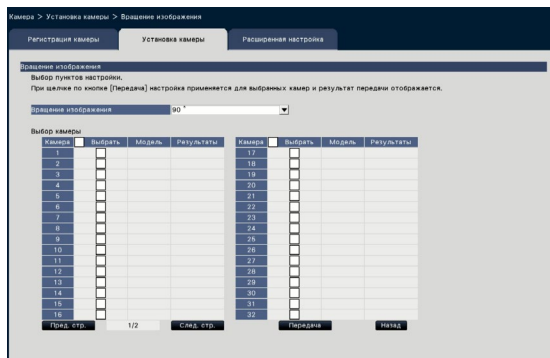 Камера > Установка камеры > Вращение изображения
Регистрация камеры Установка камеры Расширенная настройка
Вращение изображения
Выбор пунктов настройки.
При щелчке по кнопке [Передача] настройка применяется для выбранных камер и результат передачи отображается.
Вращение изображения 90 °
Выбор камеры
Камера Выбрать Модель Результаты Камера Выбрать Модель Результаты
1 17
2 18
3 19
4 20
5 21
6 22
7 23
8 24
9 25
10 26
11 27
12 28
13 29
14 30
15 31
16 32
Пред. стр. 1/2 След. стр. Передача Назад